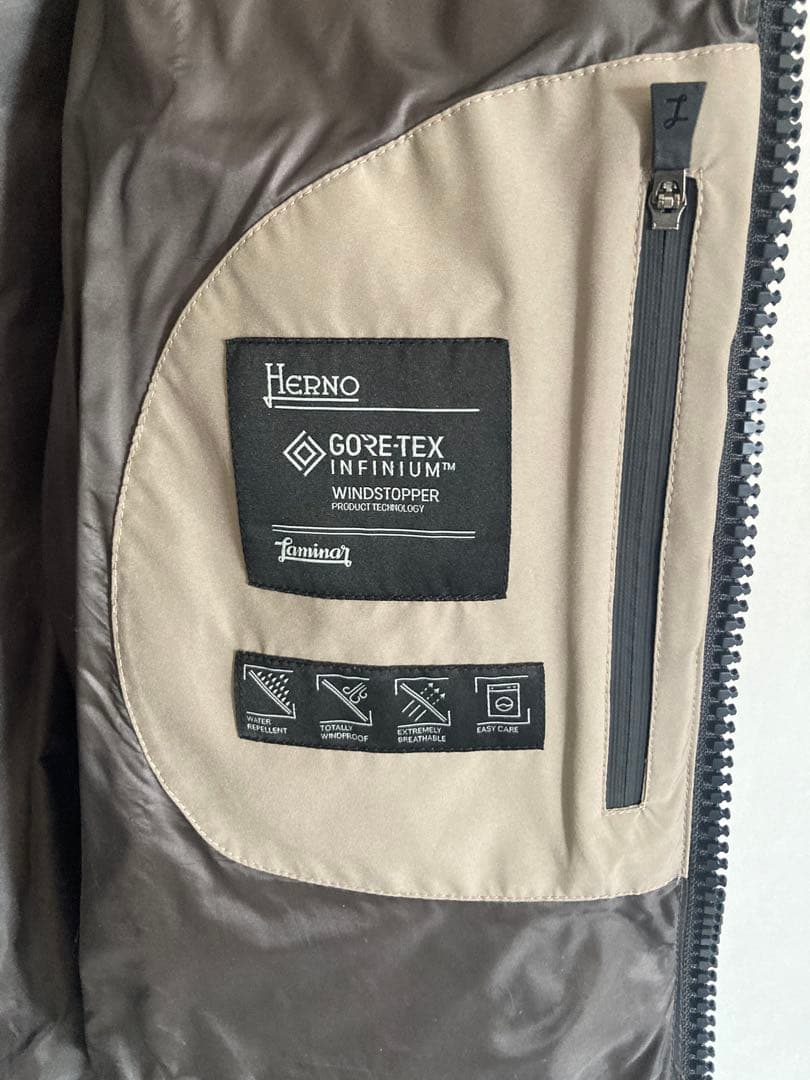 L
HERNO
GORE-TEX
INFINIUM™
WINDSTOPPER
PRODUCT TECHNOLOGY
Laminar
WATER
REPELLENT
TOTALLY
WINDPROOF
EXTREMELY
BREATHABLE
EASY CARE